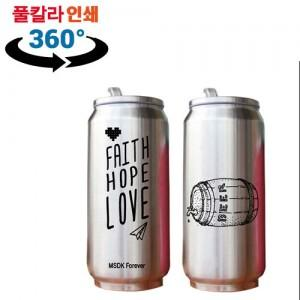 풀칼라 인쇄
360°
FAITH
HOPE
LOVE
MSDK Forever
BEER